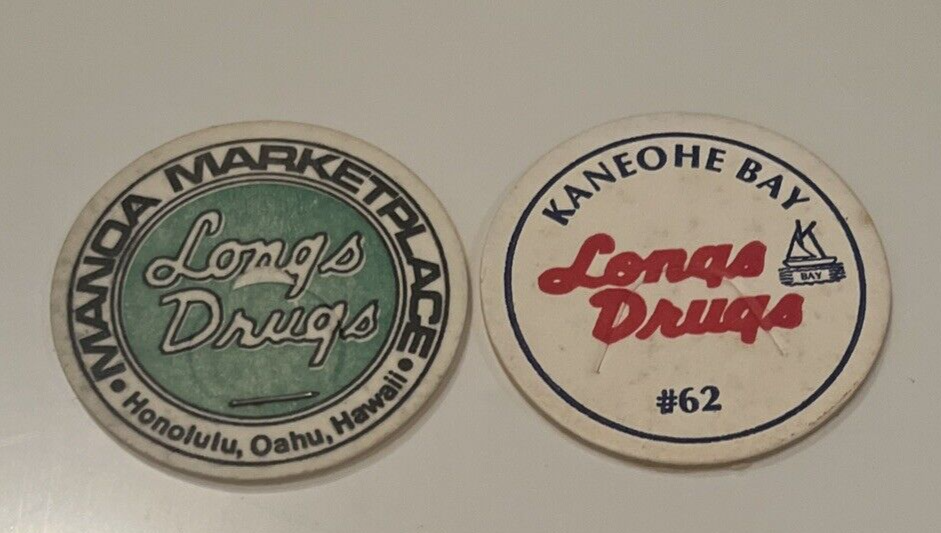 MANOA MARKETPLACE
Longs
Drugs
• Honolulu, Oahu, Hawaii •
KANEOHE BAY
Longs
Drugs
K
BAY
#62